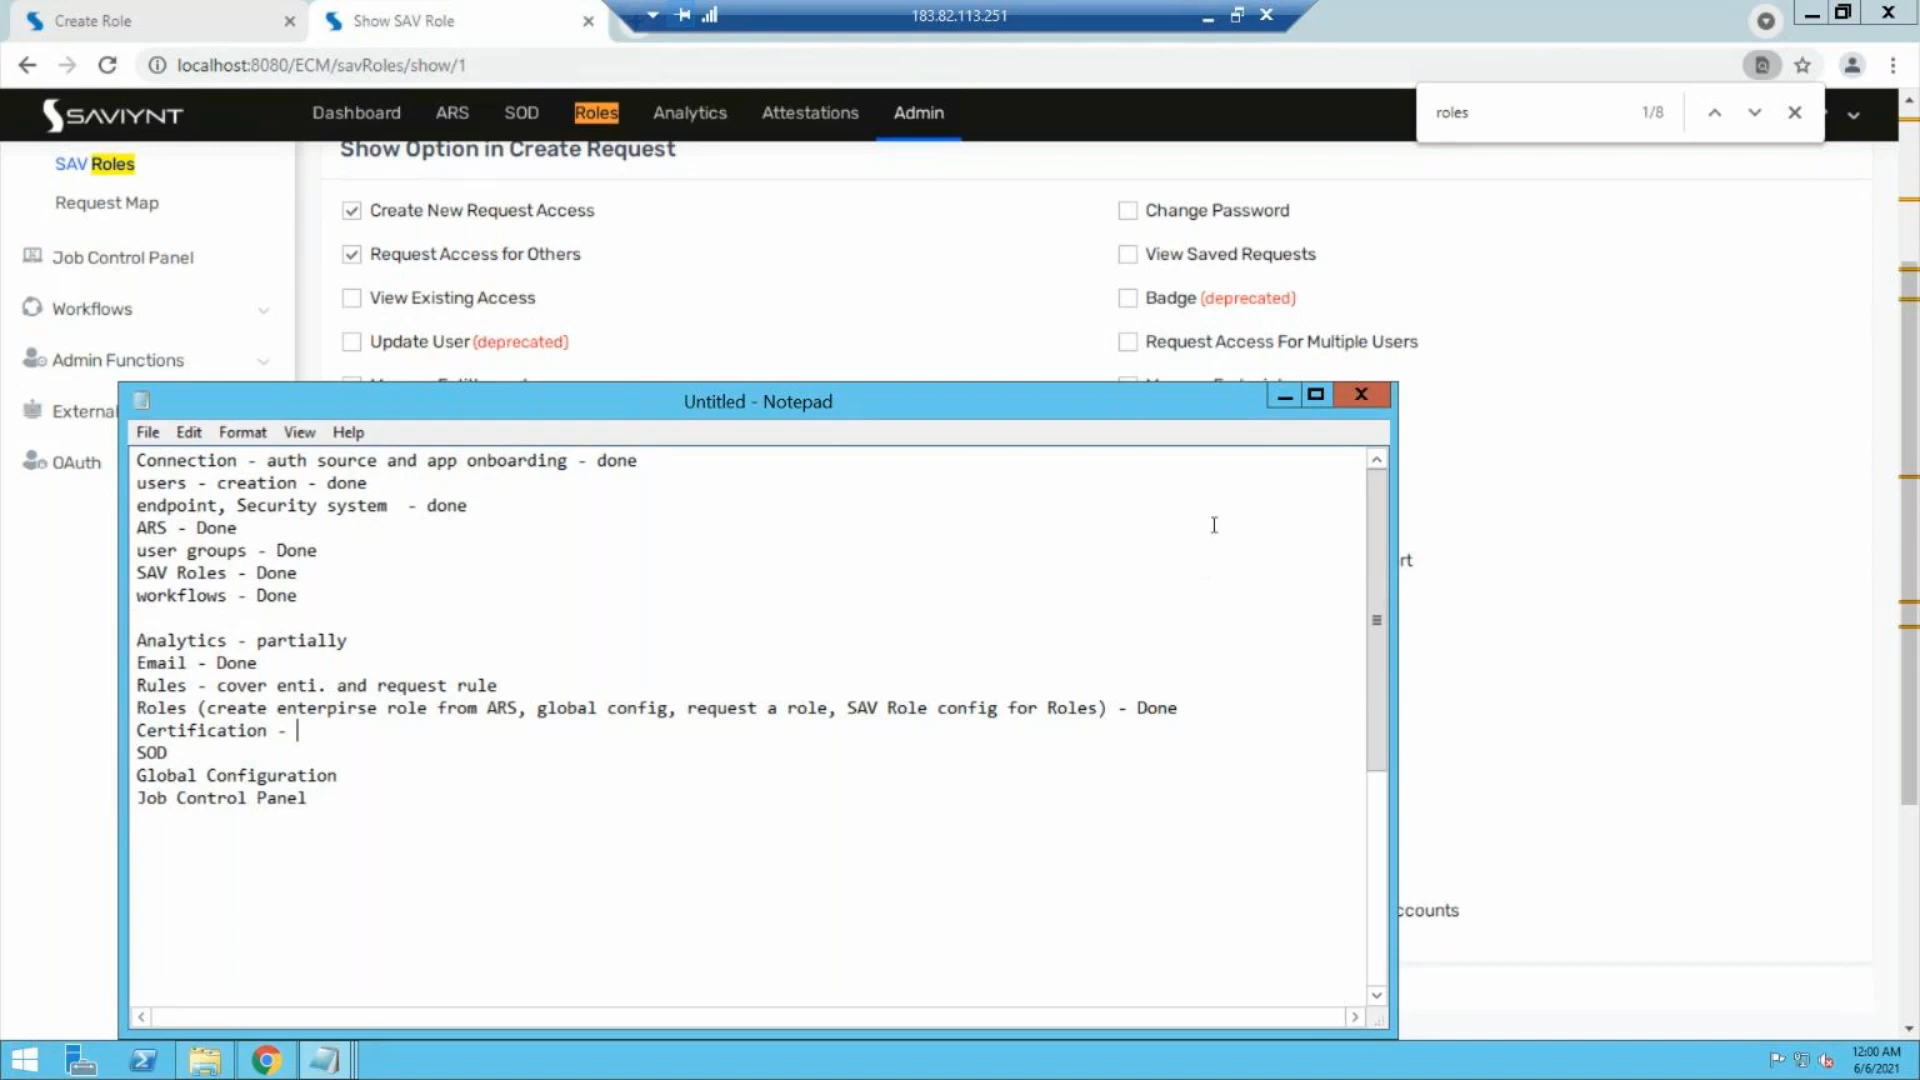 Create Role
Show SAV Role
183.82.113.251
localhost:8080/ECM/savRoles/show/1
SAVIYNT
Dashboard
ARS
SOD
Roles
Analytics
Attestations
Admin
roles
1/8
SAV Roles
Request Map
Job Control Panel
Workflows
Admin Functions
External
OAuth
Show Option in Create Request
Create New Request Access
Change Password
Request Access for Others
View Saved Requests
View Existing Access
Badge (deprecated)
Update User (deprecated)
Request Access For Multiple Users
rt
ccounts
Untitled - Notepad
File Edit Format View Help
Connection - auth source and app onboarding - done
users - creation - done
endpoint, Security system  - done
ARS - Done
user groups - Done
SAV Roles - Done
workflows - Done
Analytics - partially
Email - Done
Rules - cover enti. and request rule
Roles (create enterpirse role from ARS, global config, request a role, SAV Role config for Roles) - Done
Certification -
SOD
Global Configuration
Job Control Panel
12:00 AM
6/6/2021